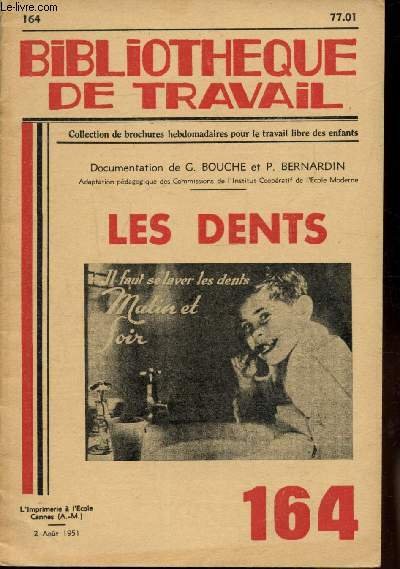 164
77.01
BiBLiOTHEQUE
DE TRAVAiL
Collection de brochures hebdomadaires pour le travail libre des enfants
Documentation de G. BOUCHE et P. BERNARDIN
Adaptation pédagogique des Commissions de l'Institut Coopératif de l'Ecole Moderne
LES DENTS
Il faut se laver les dents
Matin et
soir
L'Imprimerie à l'Ecole
Cannes (A.-M.)
2 Août 1951
164
© Le-livre.com